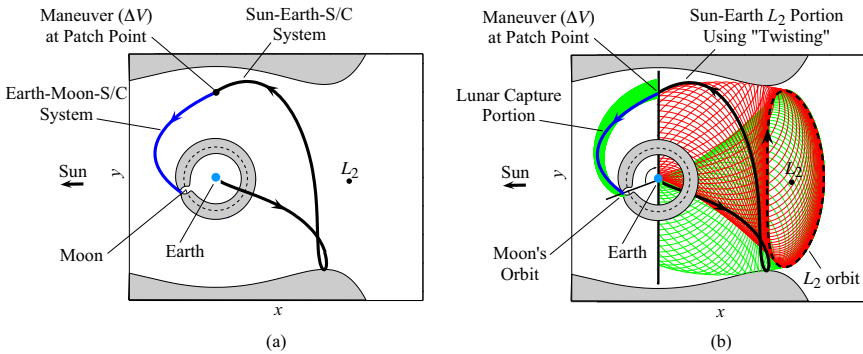 Maneuver (ΔV)
at Patch Point
Sun-Earth-S/C
System
Earth-Moon-S/C
System
Sun
y
L2
Moon
Earth
x
(a)
Maneuver (ΔV)
at Patch Point
Sun-Earth L2 Portion
Using "Twisting"
Lunar Capture
Portion
Sun
y
L2
Moon's
Orbit
Earth
L2 orbit
x
(b)